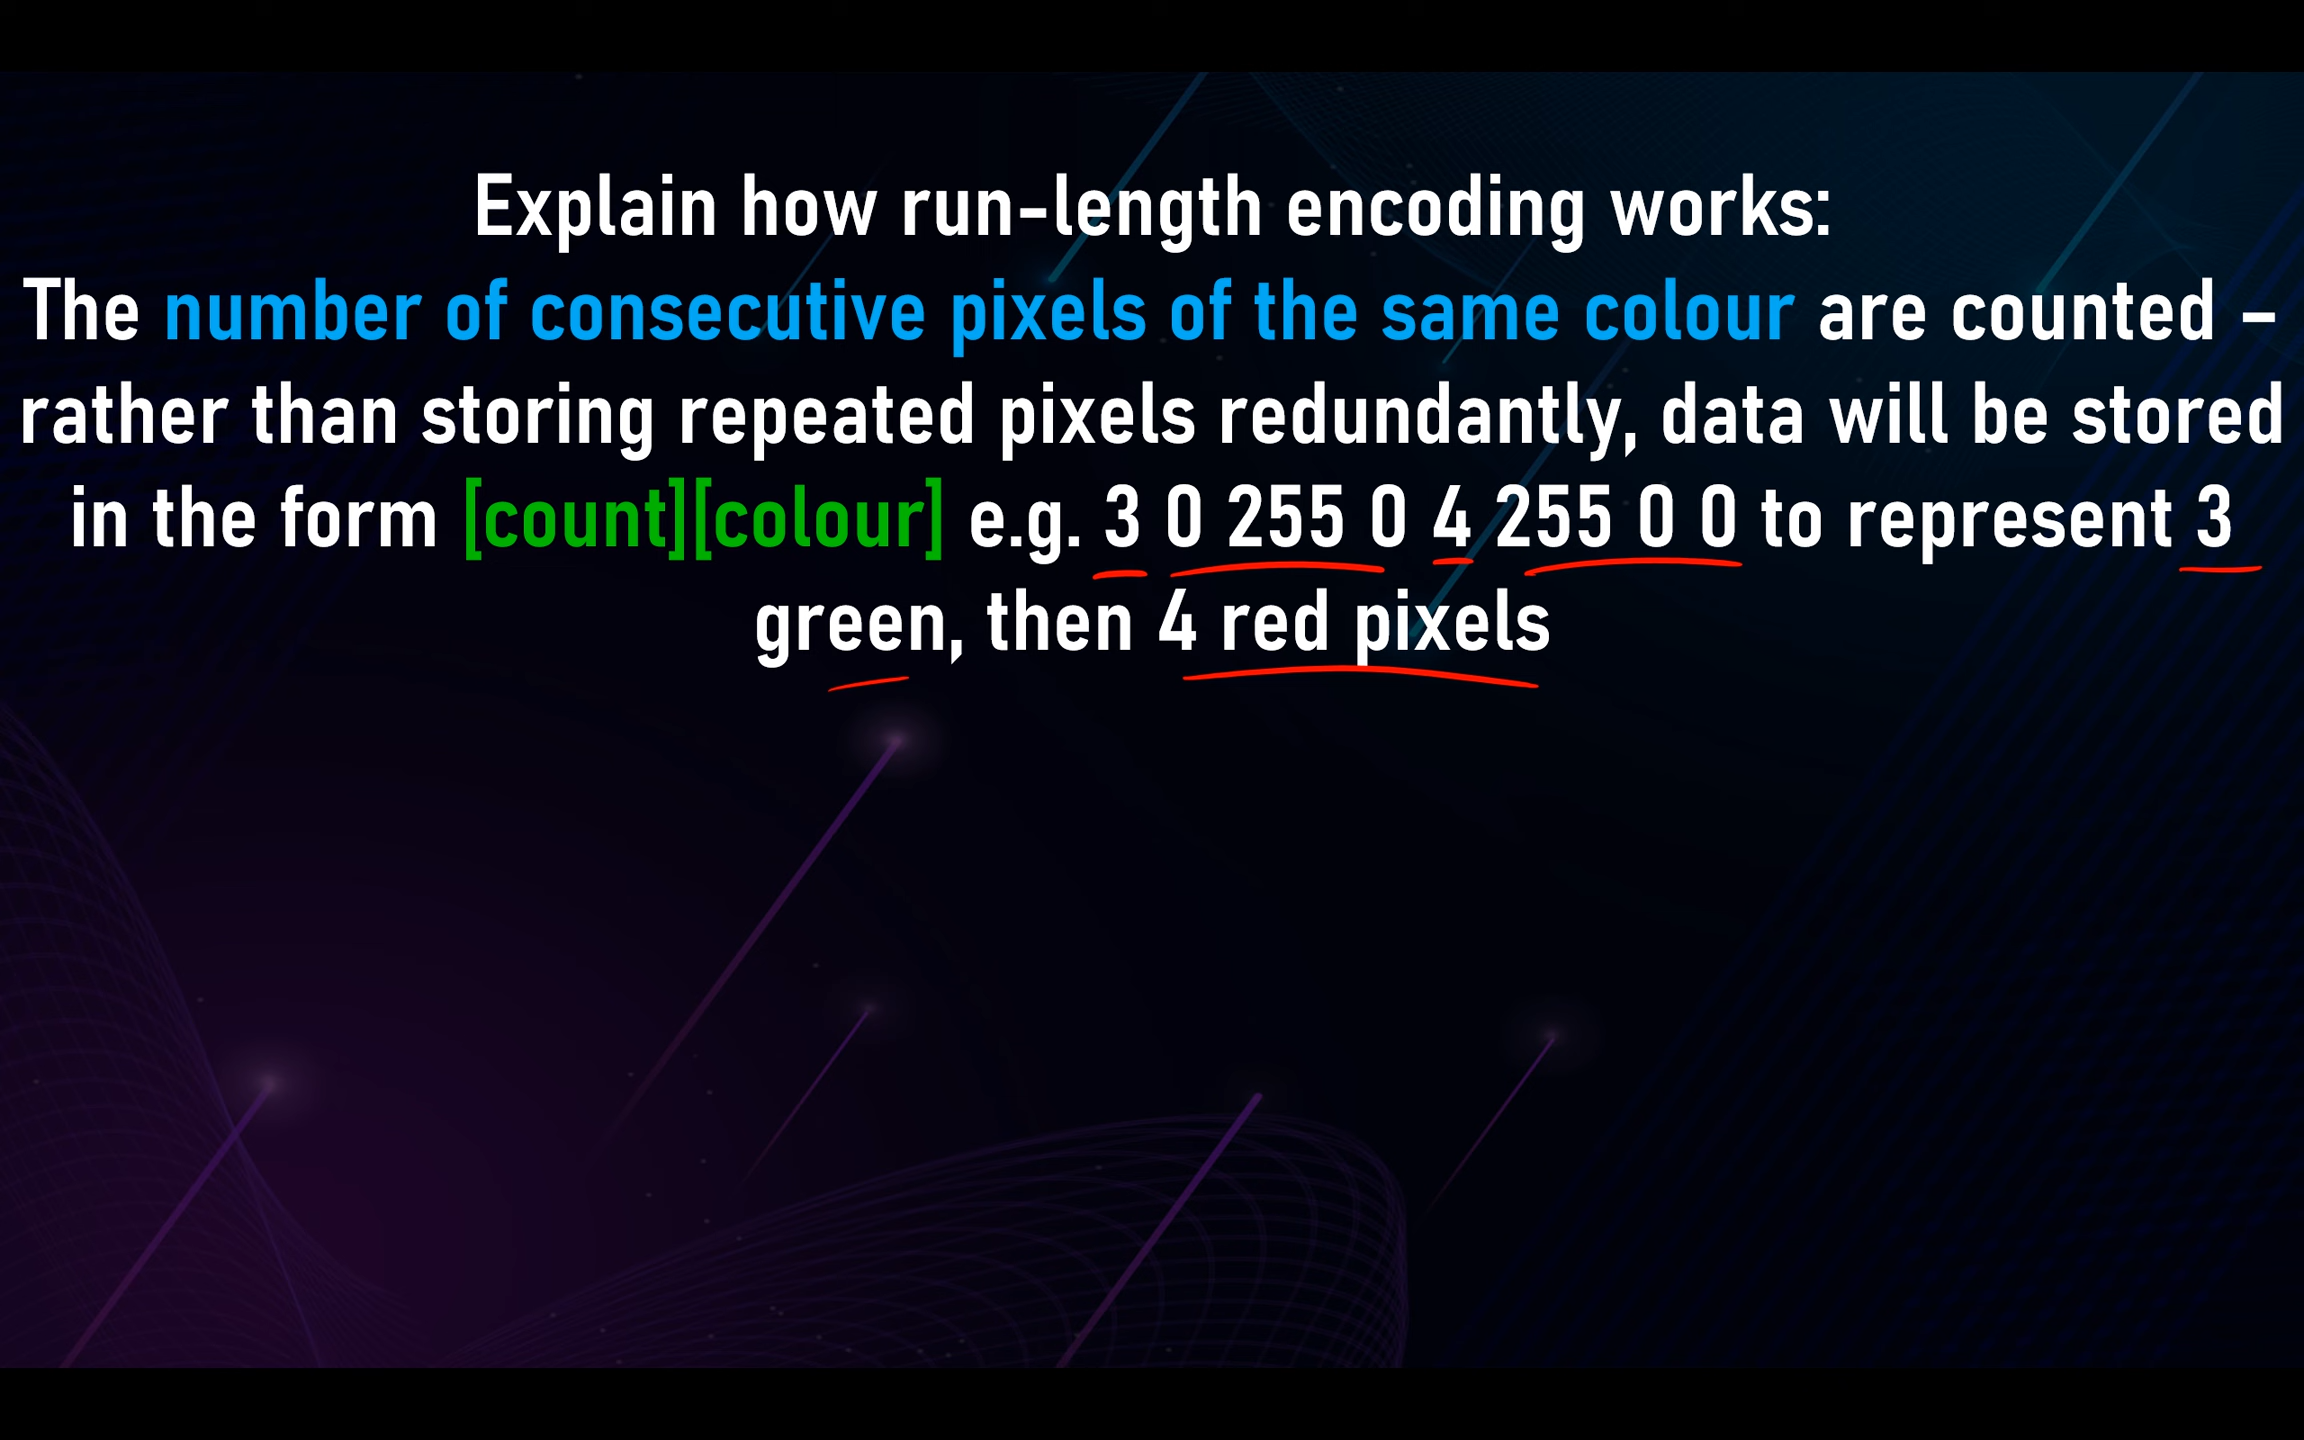 Explain how run-length encoding works:
The number of consecutive pixels of the same colour are counted –
rather than storing repeated pixels redundantly, data will be stored
in the form [count][colour] e.g. 3 0 255 0 4 255 0 0 to represent 3
green, then 4 red pixels